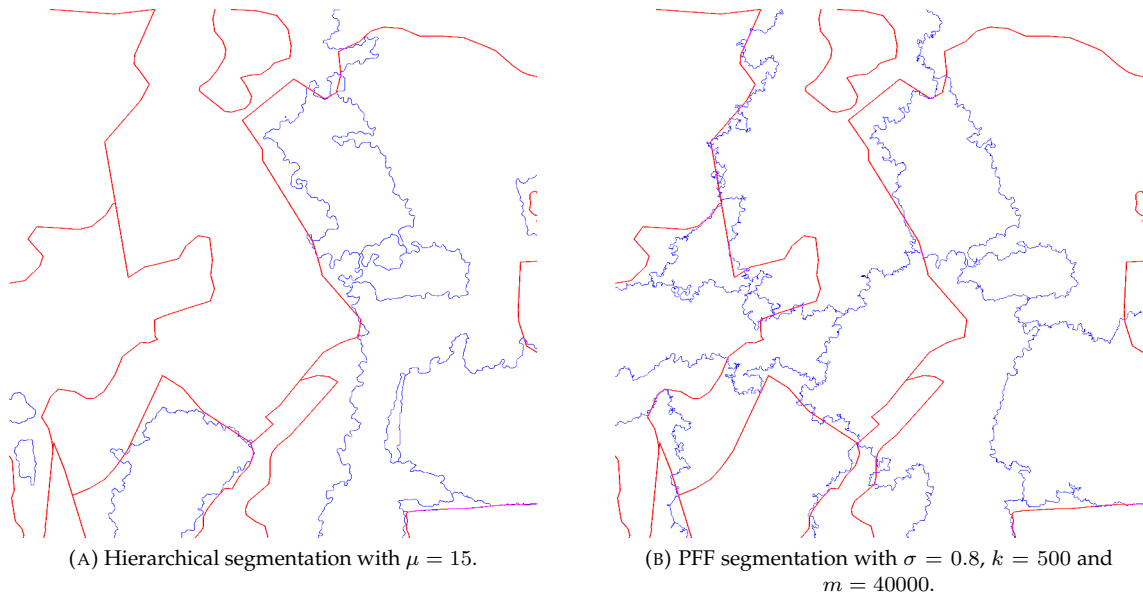 (A) Hierarchical segmentation with μ = 15.
(B) PFF segmentation with σ = 0.8, k = 500 and
m = 40000.